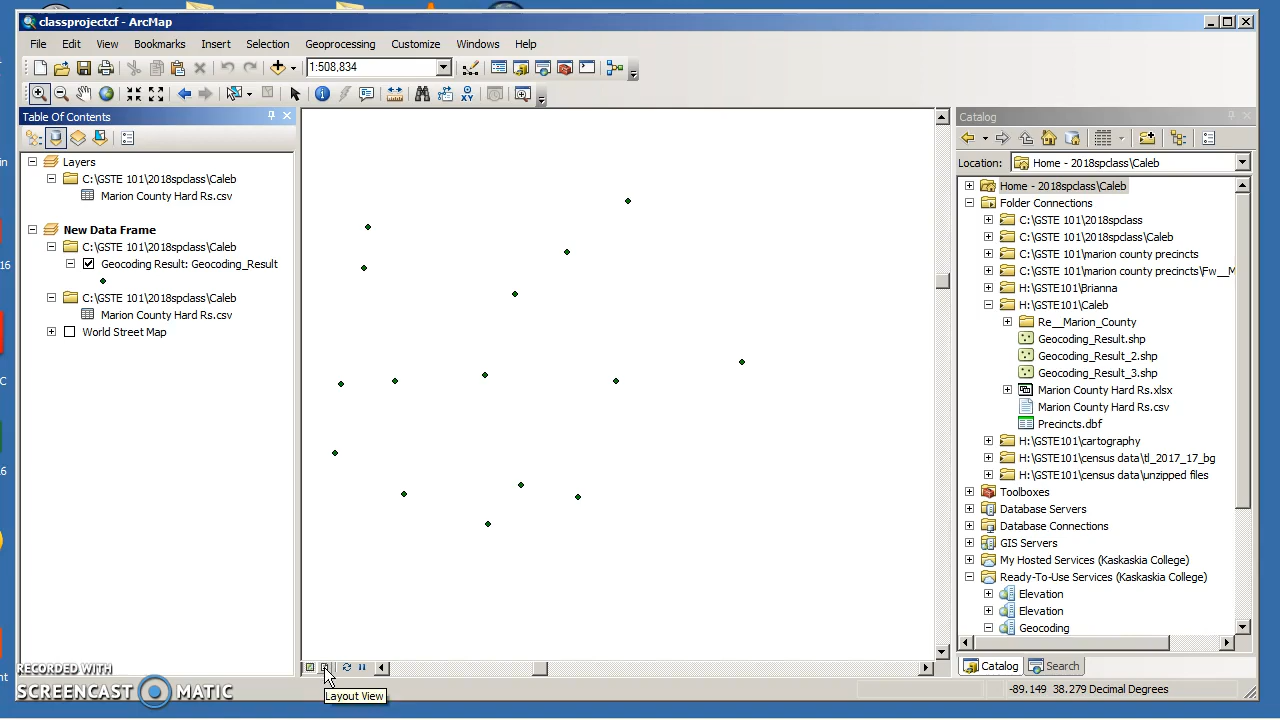 classprojectcf - ArcMap
File Edit View Bookmarks Insert Selection Geoprocessing Customize Windows Help
1:508,834
Table Of Contents
Layers
C:\GSTE 101\2018spclass\Caleb
Marion County Hard Rs.csv
New Data Frame
C:\GSTE 101\2018spclass\Caleb
Geocoding Result: Geocoding_Result
C:\GSTE 101\2018spclass\Caleb
Marion County Hard Rs.csv
World Street Map
Catalog
Location: Home - 2018spclass\Caleb
Home - 2018spclass\Caleb
Folder Connections
C:\GSTE 101\2018spclass
C:\GSTE 101\2018spclass\Caleb
C:\GSTE 101\marion county precincts
C:\GSTE 101\marion county precincts\Fw__M
H:\GSTE101\Brianna
H:\GSTE101\Caleb
Re__Marion_County
Geocoding_Result.shp
Geocoding_Result_2.shp
Geocoding_Result_3.shp
Marion County Hard Rs.xlsx
Marion County Hard Rs.csv
Precincts.dbf
H:\GSTE101\cartography
H:\GSTE101\census data\tl_2017_17_bg
H:\GSTE101\census data\unzipped files
Toolboxes
Database Servers
Database Connections
GIS Servers
My Hosted Services (Kaskaskia College)
Ready-To-Use Services (Kaskaskia College)
Elevation
Elevation
Geocoding
Catalog Search
Layout View
-89.149 38.279 Decimal Degrees
RECORDED WITH
SCREENCAST MATIC
in
16
C
6
nt